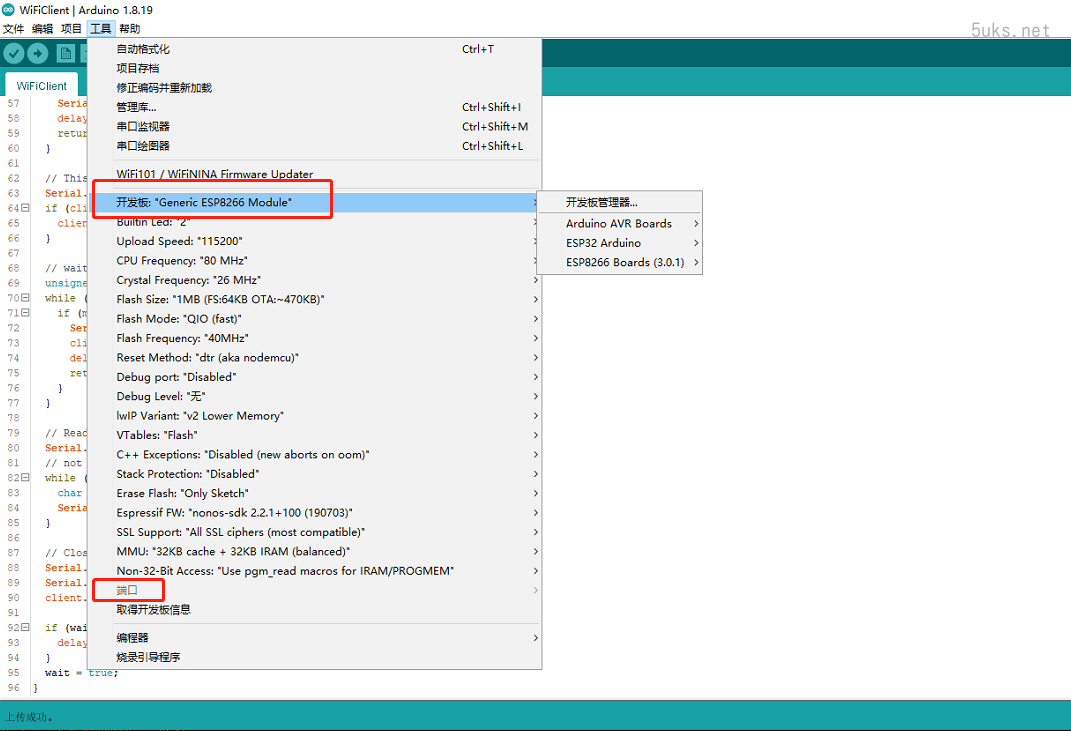 WiFiClient | Arduino 1.8.19
文件 编辑 项目 工具 帮助
5uks.net
WiFiClient
自动格式化 Ctrl+T
项目存档
修正编码并重新加载
管理库... Ctrl+Shift+I
串口监视器 Ctrl+Shift+M
串口绘图器 Ctrl+Shift+L
WiFi101 / WiFiNINA Firmware Updater
开发板: "Generic ESP8266 Module"
Builtin Led: "2"
Upload Speed: "115200"
CPU Frequency: "80 MHz"
Crystal Frequency: "26 MHz"
Flash Size: "1MB (FS:64KB OTA:~470KB)"
Flash Mode: "QIO (fast)"
Flash Frequency: "40MHz"
Reset Method: "dtr (aka nodemcu)"
Debug port: "Disabled"
Debug Level: "无"
lwIP Variant: "v2 Lower Memory"
VTables: "Flash"
C++ Exceptions: "Disabled (new aborts on oom)"
Stack Protection: "Disabled"
Erase Flash: "Only Sketch"
Espressif FW: "nonos-sdk 2.2.1+100 (190703)"
SSL Support: "All SSL ciphers (most compatible)"
MMU: "32KB cache + 32KB IRAM (balanced)"
Non-32-Bit Access: "Use pgm_read macros for IRAM/PROGMEM"
端口
取得开发板信息
编程器
烧录引导程序
开发板管理器...
Arduino AVR Boards
ESP32 Arduino
ESP8266 Boards (3.0.1)
57 Seria
58 delay
59 retur
60 }
61
62 // This
63 Serial.
64 if (cli
65 clien
66 }
67
68 // wait
69 unsigne
70 while (
71 if (m
72 Ser
73 cli
74 del
75 ret
76 }
77 }
78
79 // Read
80 Serial.
81 // not
82 while (
83 char
84 Seria
85 }
86
87 // Clos
88 Serial.
89 Serial.
90 client.
91
92 if (wai
93 delay
94 }
95 wait = true;
96 }
上传成功。